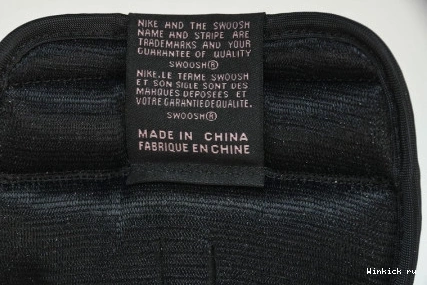 NIKE AND THE SWOOSH
NAME AND STRIPE ARE
TRADEMARKS AND YOUR
GUARANTEE OF QUALITY
SWOOSH®
NIKE.LE TERME SWOOSH
ET SON SIGLE SONT DES
MARQUES DEPOSEES ET
VOTRE GARANTIE DE QUALITE.
SWOOSH®
MADE IN CHINA
FABRIQUE EN CHINE
Winkick ru